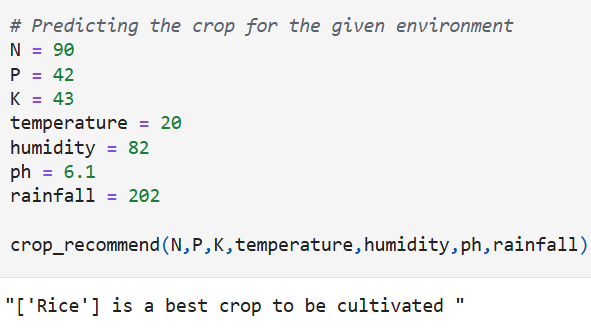 # Predicting the crop for the given environment
N = 90
P = 42
K = 43
temperature = 20
humidity = 82
ph = 6.1
rainfall = 202
crop_recommend(N,P,K,temperature,humidity,ph,rainfall)
"['Rice'] is a best crop to be cultivated "